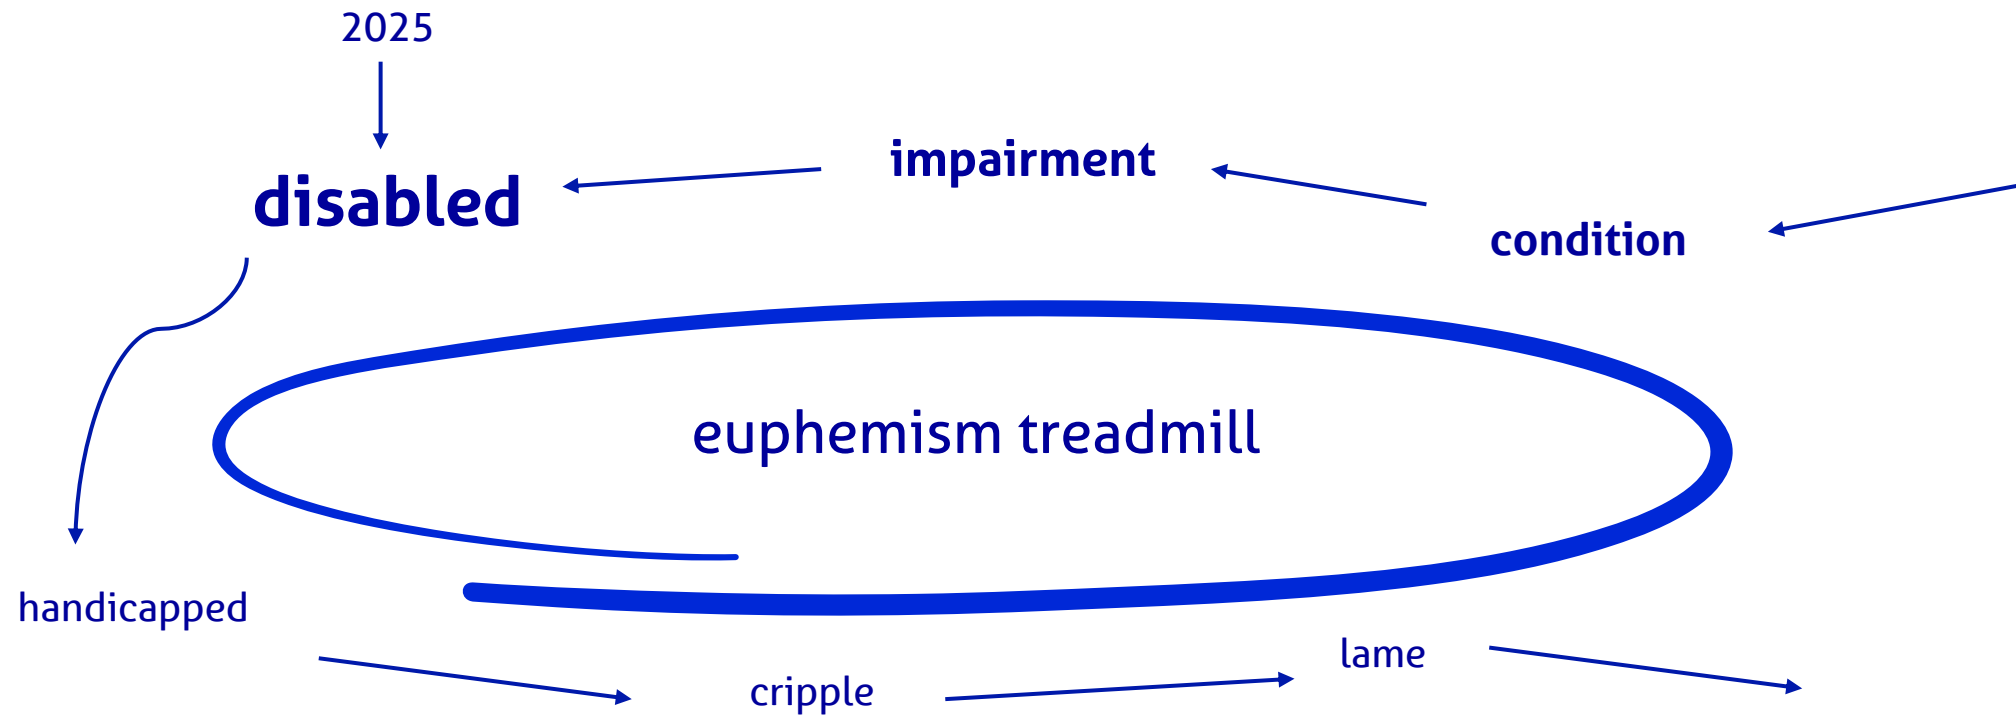 2025
disabled
impairment
condition
euphemism treadmill
handicapped
cripple
lame